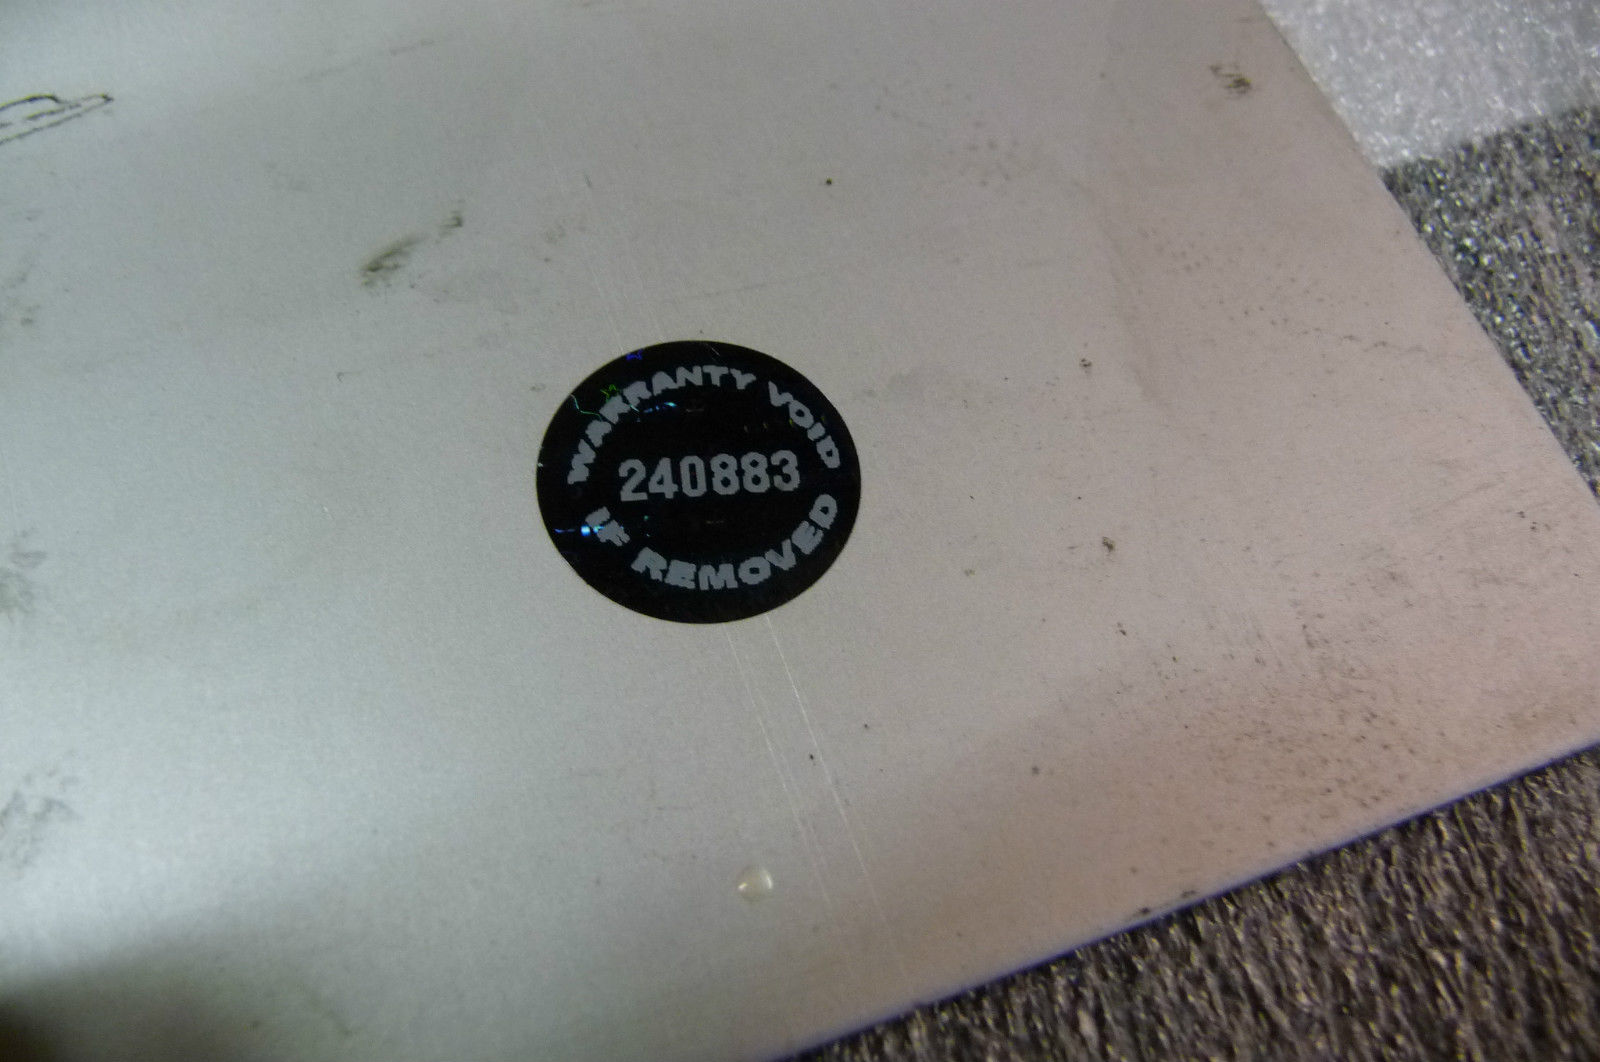 WARRANTY VOID
240883
IF REMOVED